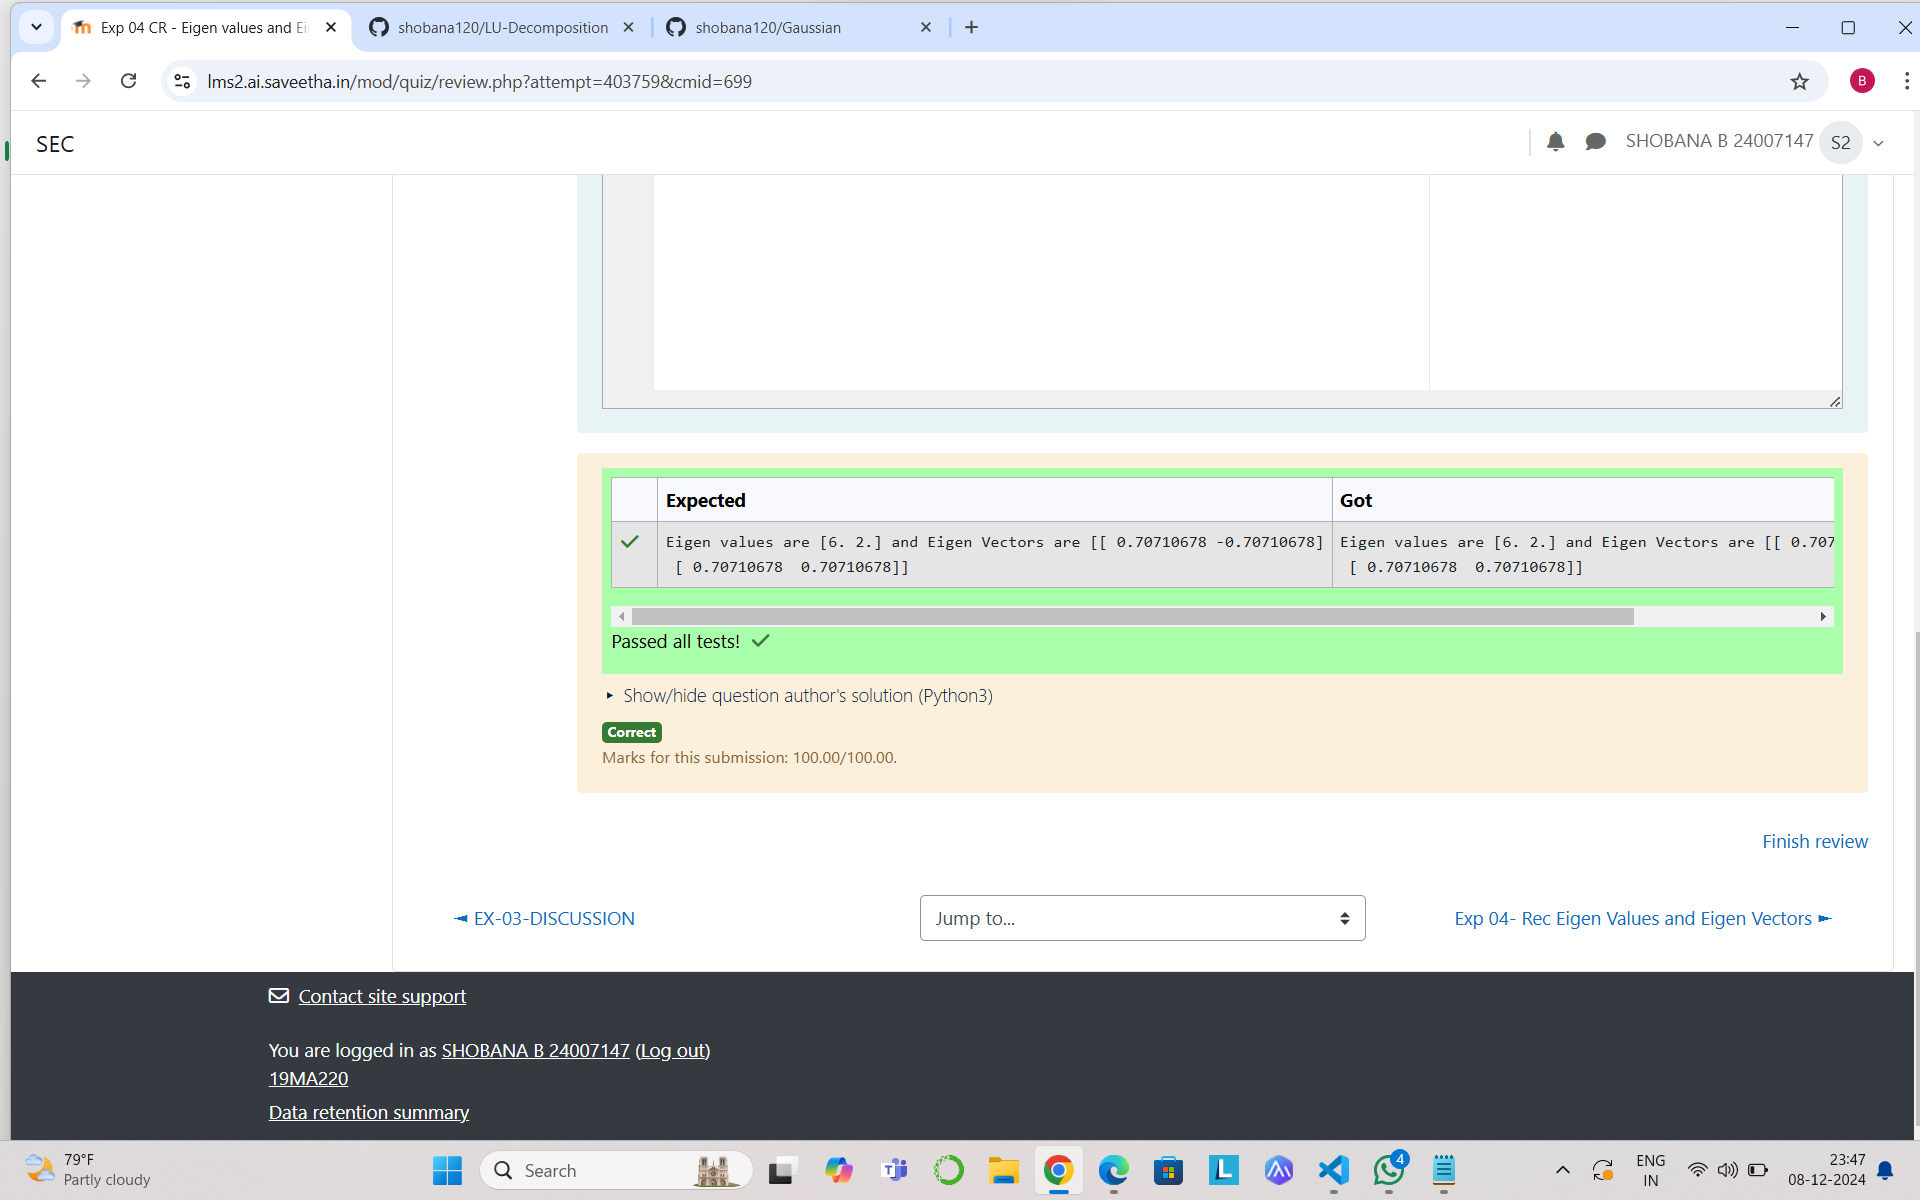 Exp 04 CR - Eigen values and Ei
shobana120/LU-Decomposition
shobana120/Gaussian
lms2.ai.saveetha.in/mod/quiz/review.php?attempt=403759&cmid=699
B
SEC
SHOBANA B 24007147
S2
Expected
Got
Eigen values are [6. 2.] and Eigen Vectors are [[ 0.70710678 -0.70710678]
[ 0.70710678  0.70710678]]
Eigen values are [6. 2.] and Eigen Vectors are [[ 0.707
[ 0.70710678  0.70710678]]
Passed all tests!
Show/hide question author's solution (Python3)
Correct
Marks for this submission: 100.00/100.00.
Finish review
◄ EX-03-DISCUSSION
Jump to...
Exp 04- Rec Eigen Values and Eigen Vectors ►
Contact site support
You are logged in as SHOBANA B 24007147 (Log out)
19MA220
Data retention summary
79°F
Partly cloudy
Search
4
ENG
IN
23:47
08-12-2024